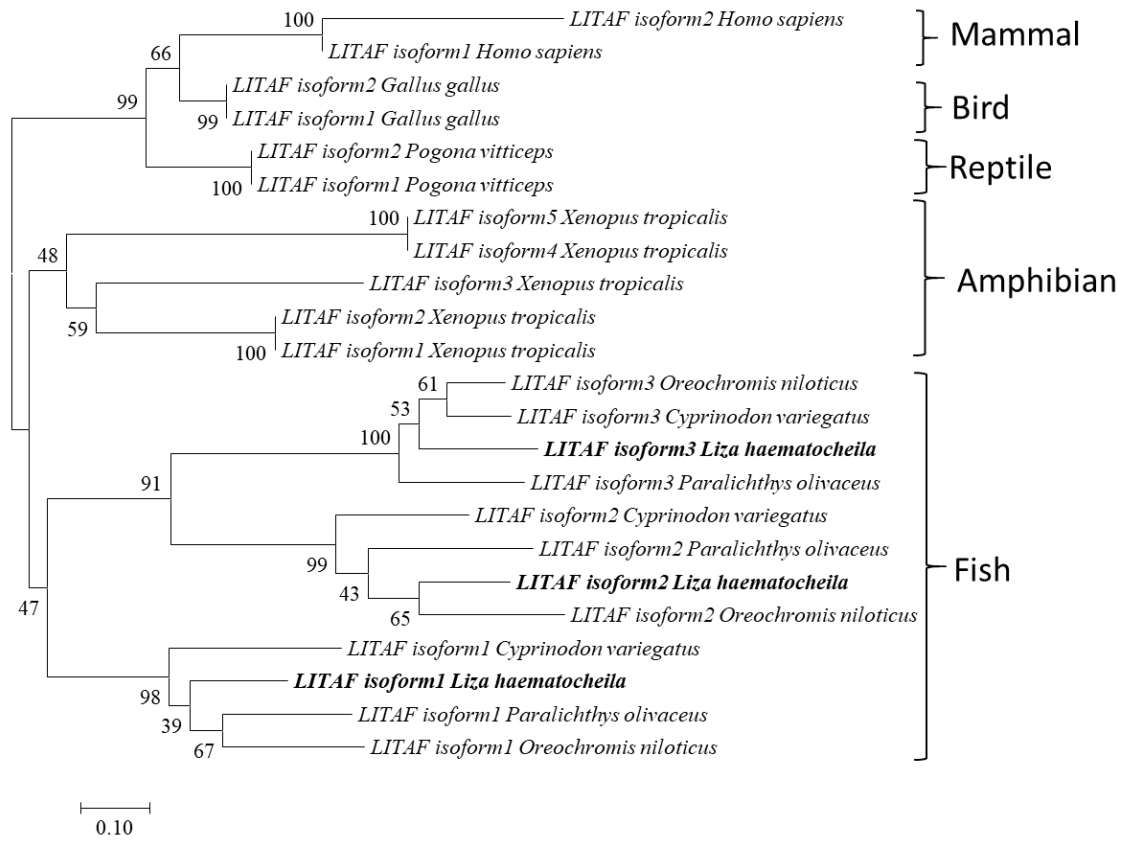 100
LITAF isoform2 Homo sapiens
LITAF isoform1 Homo sapiens
Mammal
66
LITAF isoform2 Gallus gallus
99
LITAF isoform1 Gallus gallus
99
Bird
LITAF isoform2 Pogona vitticeps
LITAF isoform1 Pogona vitticeps
100
Reptile
100
LITAF isoform5 Xenopus tropicalis
LITAF isoform4 Xenopus tropicalis
48
LITAF isoform3 Xenopus tropicalis
59
LITAF isoform2 Xenopus tropicalis
LITAF isoform1 Xenopus tropicalis
100
Amphibian
61
LITAF isoform3 Oreochromis niloticus
53
LITAF isoform3 Cyprinodon variegatus
100
LITAF isoform3 Liza haematocheila
LITAF isoform3 Paralichthys olivaceus
91
LITAF isoform2 Cyprinodon variegatus
99
LITAF isoform2 Paralichthys olivaceus
43
LITAF isoform2 Liza haematocheila
65
LITAF isoform2 Oreochromis niloticus
Fish
47
LITAF isoform1 Cyprinodon variegatus
98
LITAF isoform1 Liza haematocheila
39
LITAF isoform1 Paralichthys olivaceus
67
LITAF isoform1 Oreochromis niloticus
0.10